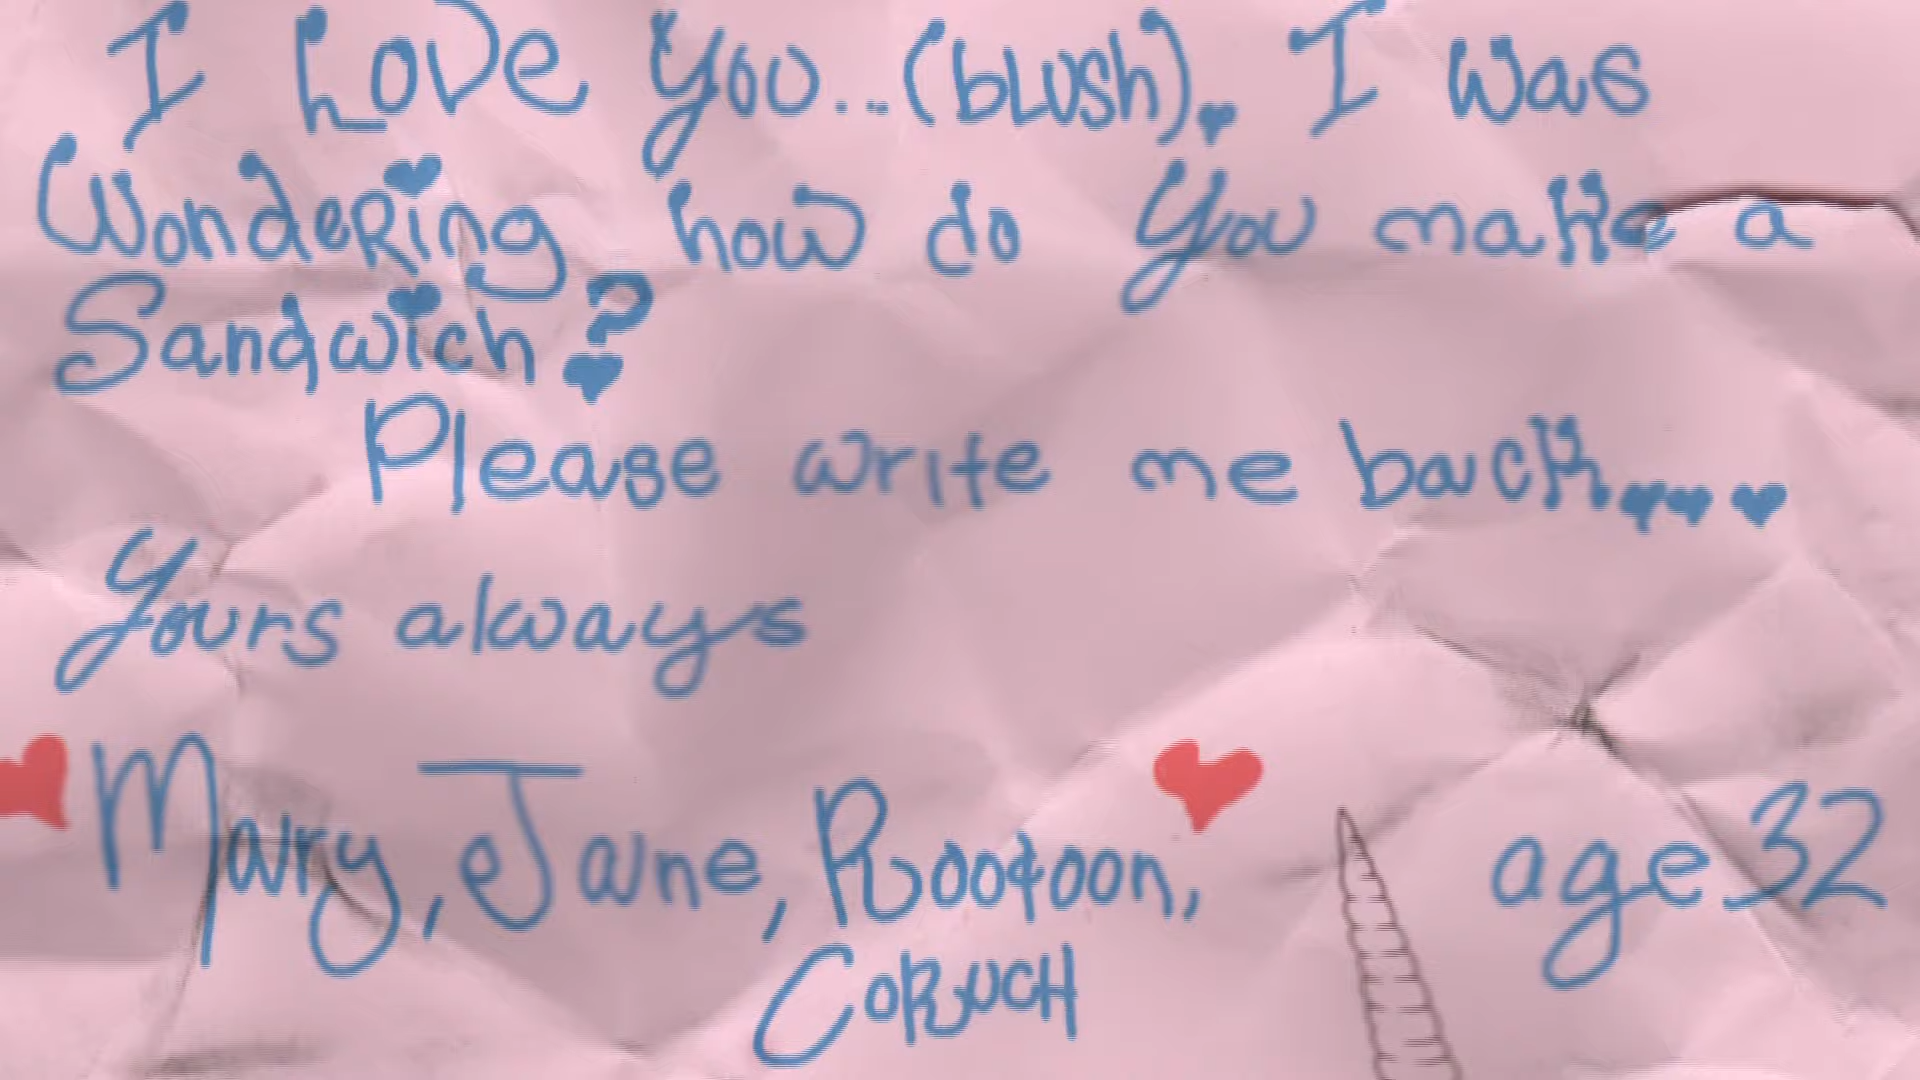 I Love You...(bLUSh). I was
Wondering how do You make a
Sandwich?
Please write me back...
Yours always
Mary, Jane, Rootoon, age 32
CORUCH